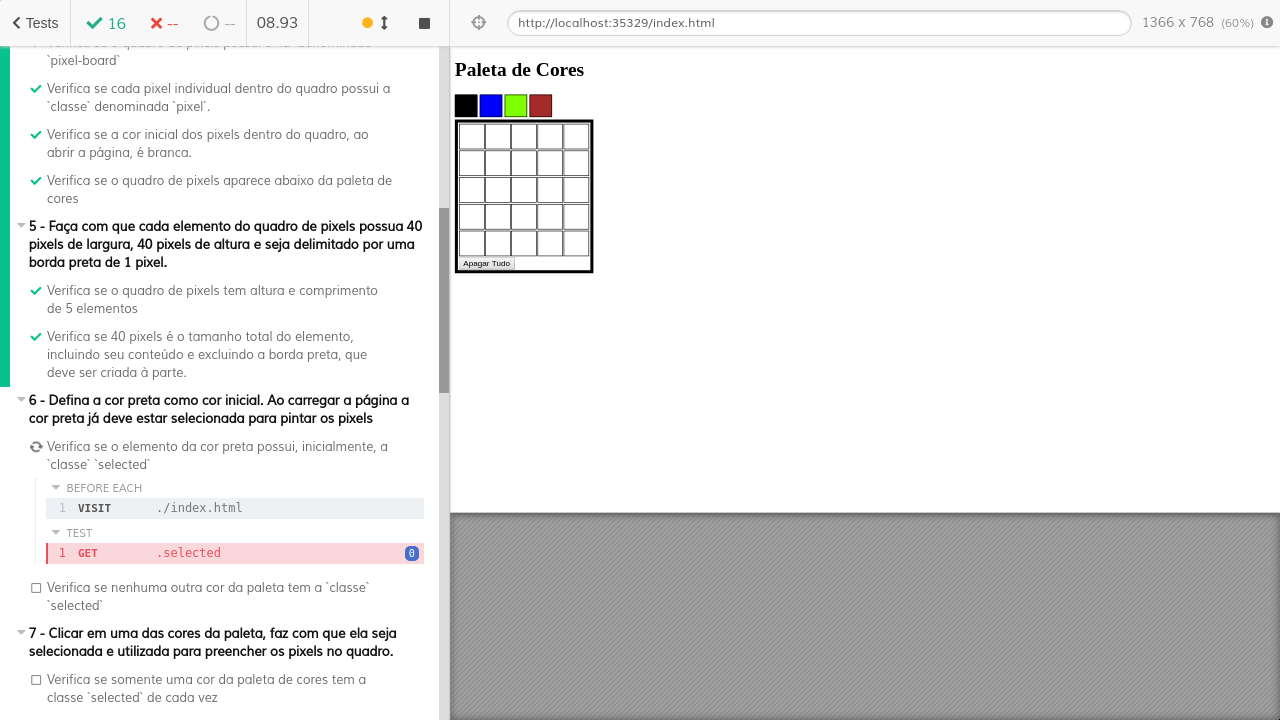 Tests
16
--
--
08.93
http://localhost:35329/index.html
1366 x 768 (60%)
`pixel-board`
Verifica se cada pixel individual dentro do quadro possui a
`classe` denominada `pixel`.
Verifica se a cor inicial dos pixels dentro do quadro, ao
abrir a página, é branca.
Verifica se o quadro de pixels aparece abaixo da paleta de
cores
5 - Faça com que cada elemento do quadro de pixels possua 40
pixels de largura, 40 pixels de altura e seja delimitado por uma
borda preta de 1 pixel.
Verifica se o quadro de pixels tem altura e comprimento
de 5 elementos
Verifica se 40 pixels é o tamanho total do elemento,
incluindo seu conteúdo e excluindo a borda preta, que
deve ser criada à parte.
6 - Defina a cor preta como cor inicial. Ao carregar a página a
cor preta já deve estar selecionada para pintar os pixels
Verifica se o elemento da cor preta possui, inicialmente, a
`classe` `selected`
BEFORE EACH
1 VISIT ./index.html
TEST
1 GET .selected 0
Verifica se nenhuma outra cor da paleta tem a `classe`
`selected`
7 - Clicar em uma das cores da paleta, faz com que ela seja
selecionada e utilizada para preencher os pixels no quadro.
Verifica se somente uma cor da paleta de cores tem a
classe `selected` de cada vez
Paleta de Cores
Apagar Tudo